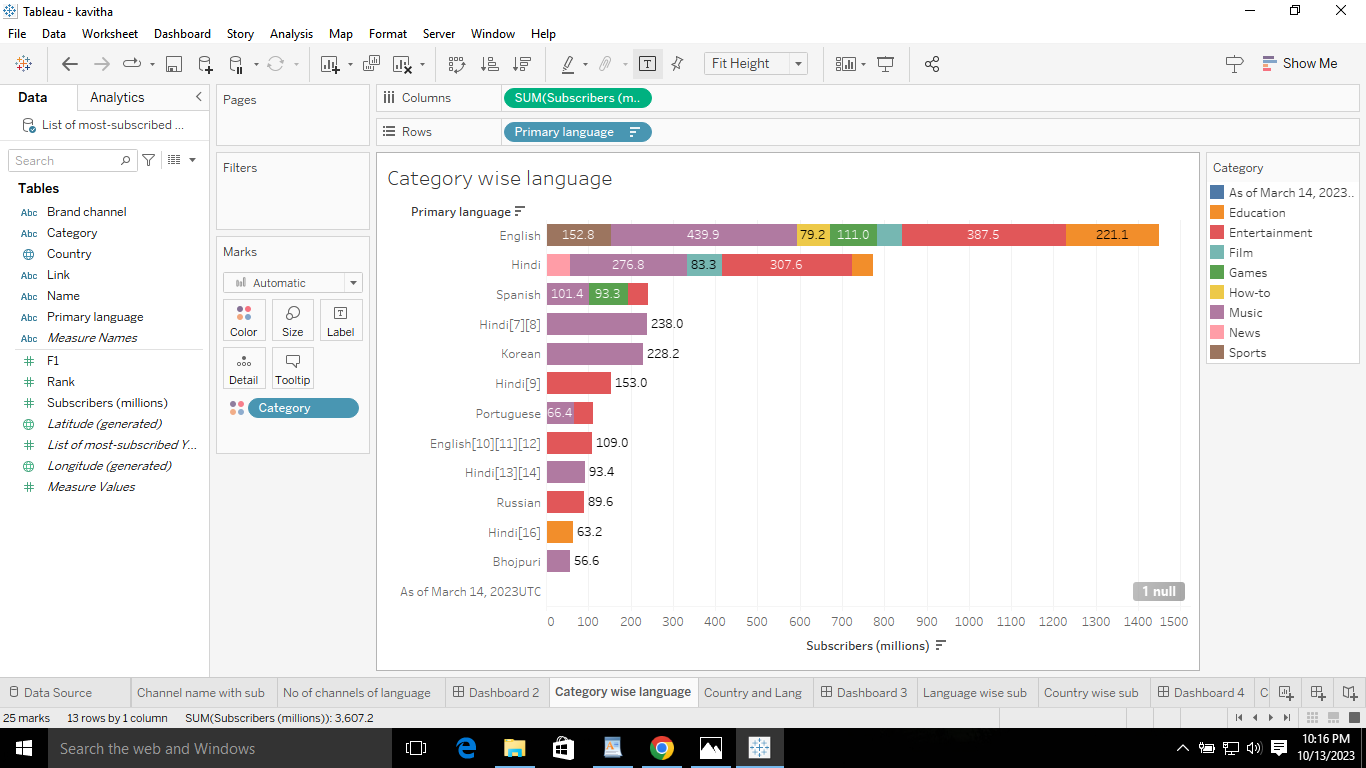 Tableau - kavitha
File Data Worksheet Dashboard Story Analysis Map Format Server Window Help
Fit Height
Show Me
Data Analytics
List of most-subscribed ...
Search
Tables
Abc Brand channel
Abc Category
Country
Abc Link
Abc Name
Abc Primary language
Abc Measure Names
F1
Rank
Subscribers (millions)
Latitude (generated)
List of most-subscribed Y...
Longitude (generated)
Measure Values
Pages
Filters
Marks
Automatic
Color Size Label
Detail Tooltip
Category
Columns SUM(Subscribers (m..
Rows Primary language
Category wise language
Primary language
English 152.8 439.9 79.2 111.0 387.5 221.1
Hindi 276.8 83.3 307.6
Spanish 101.4 93.3
Hindi[7][8] 238.0
Korean 228.2
Hindi[9] 153.0
Portuguese 66.4
English[10][11][12] 109.0
Hindi[13][14] 93.4
Russian 89.6
Hindi[16] 63.2
Bhojpuri 56.6
As of March 14, 2023UTC
1 null
0 100 200 300 400 500 600 700 800 900 1000 1100 1200 1300 1400 1500
Subscribers (millions)
Category
As of March 14, 2023..
Education
Entertainment
Film
Games
How-to
Music
News
Sports
Data Source Channel name with sub No of channels of language Dashboard 2 Category wise language Country and Lang Dashboard 3 Language wise sub Country wise sub Dashboard 4 C
25 marks 13 rows by 1 column SUM(Subscribers (millions)): 3,607.2
Search the web and Windows
10:16 PM
10/13/2023